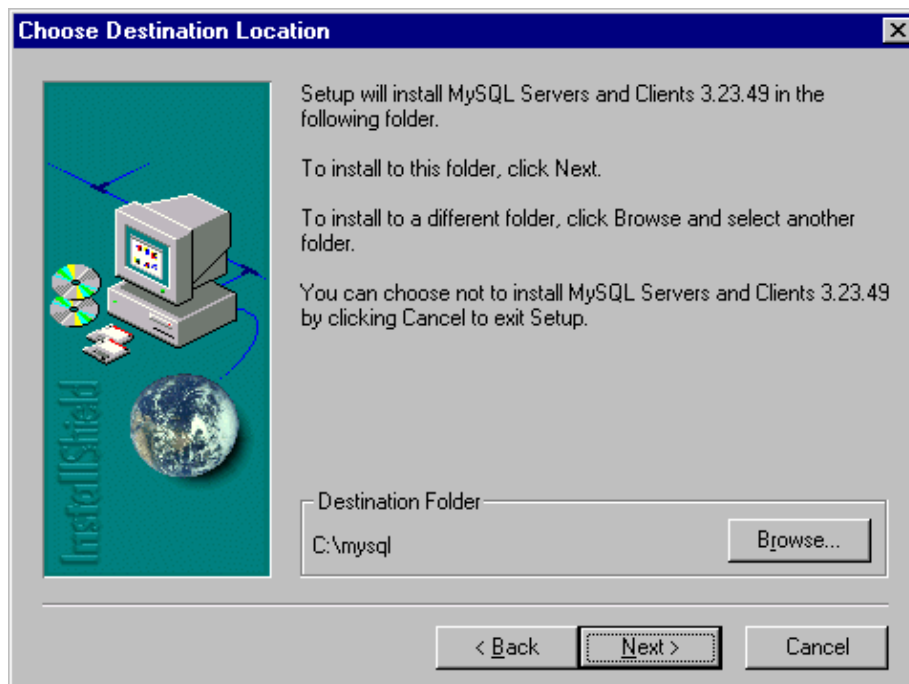 Choose Destination Location
Setup will install MySQL Servers and Clients 3.23.49 in the
following folder.
To install to this folder, click Next.
To install to a different folder, click Browse and select another
folder.
You can choose not to install MySQL Servers and Clients 3.23.49
by clicking Cancel to exit Setup.
InstallShield
Destination Folder
C:\mysql
Browse...
< Back
Next >
Cancel